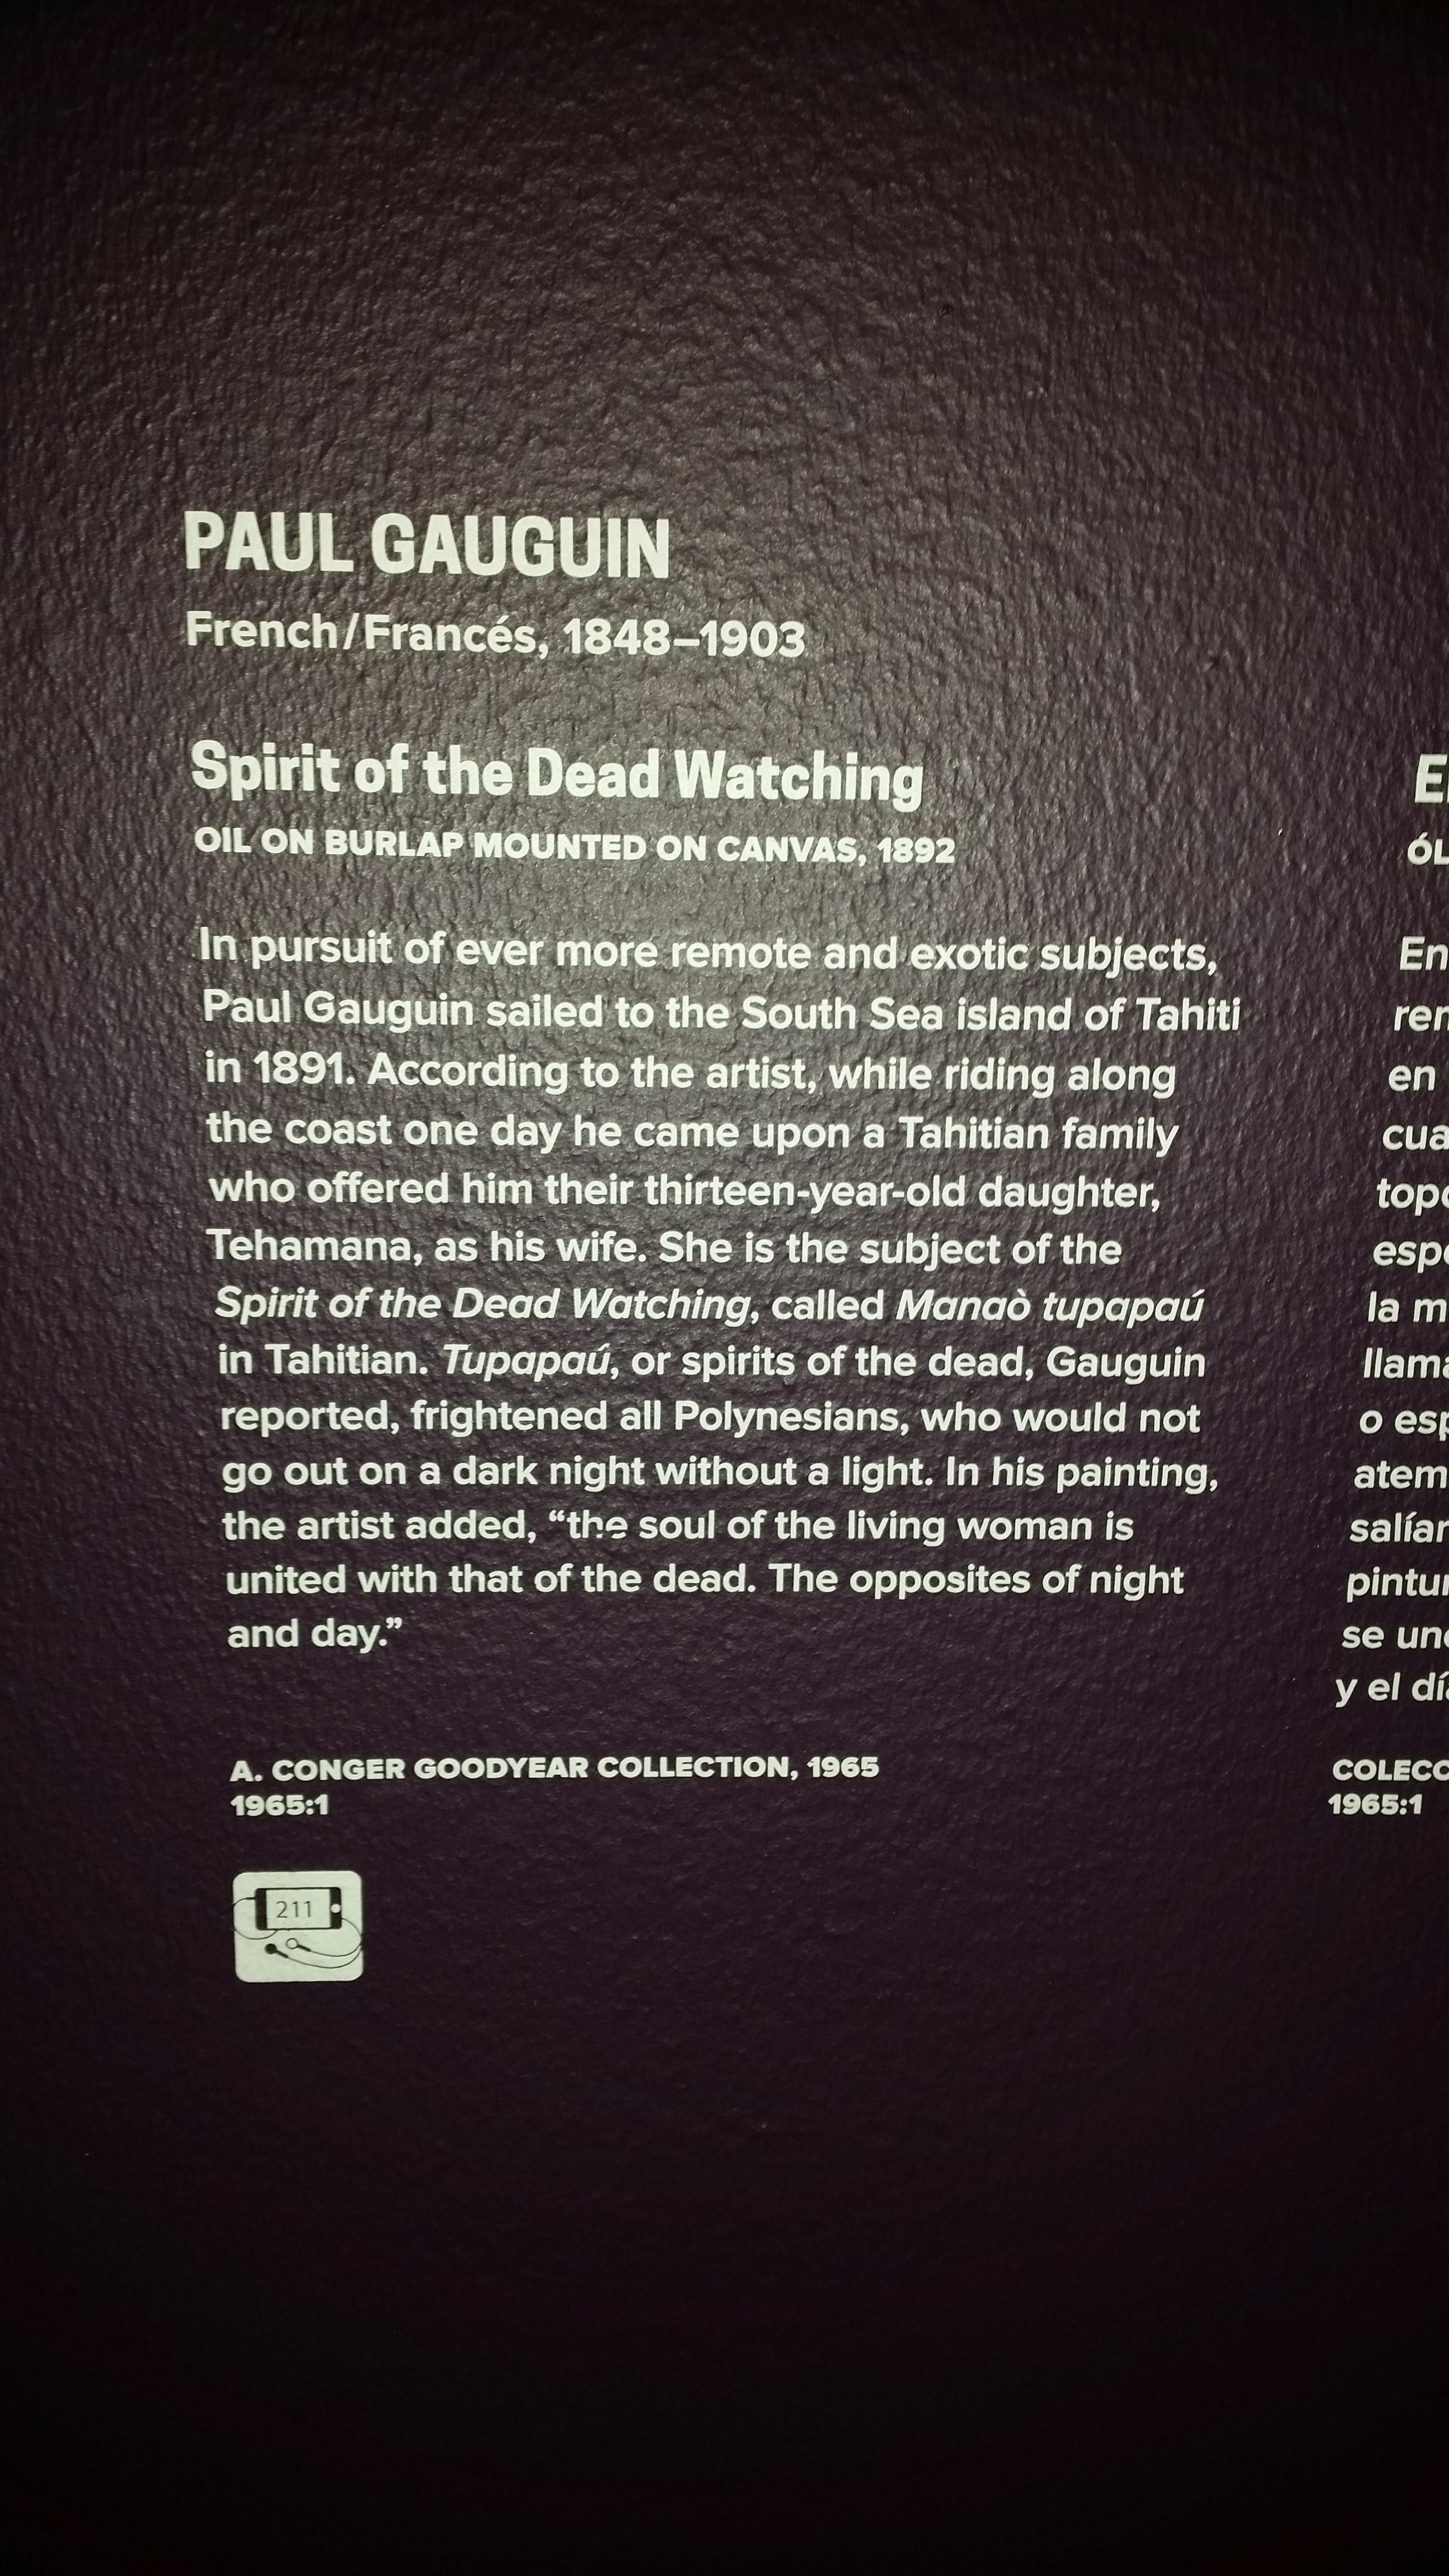 PAUL GAUGUIN
French/Francés, 1848–1903
Spirit of the Dead Watching
OIL ON BURLAP MOUNTED ON CANVAS, 1892
In pursuit of ever more remote and exotic subjects,
Paul Gauguin sailed to the South Sea island of Tahiti
in 1891. According to the artist, while riding along
the coast one day he came upon a Tahitian family
who offered him their thirteen-year-old daughter,
Tehamana, as his wife. She is the subject of the
Spirit of the Dead Watching, called Manaò tupapaú
in Tahitian. Tupapaú, or spirits of the dead, Gauguin
reported, frightened all Polynesians, who would not
go out on a dark night without a light. In his painting,
the artist added, “the soul of the living woman is
united with that of the dead. The opposites of night
and day.”
A. CONGER GOODYEAR COLLECTION, 1965
1965:1
211
En
en
la
o
se
y el
1965:1